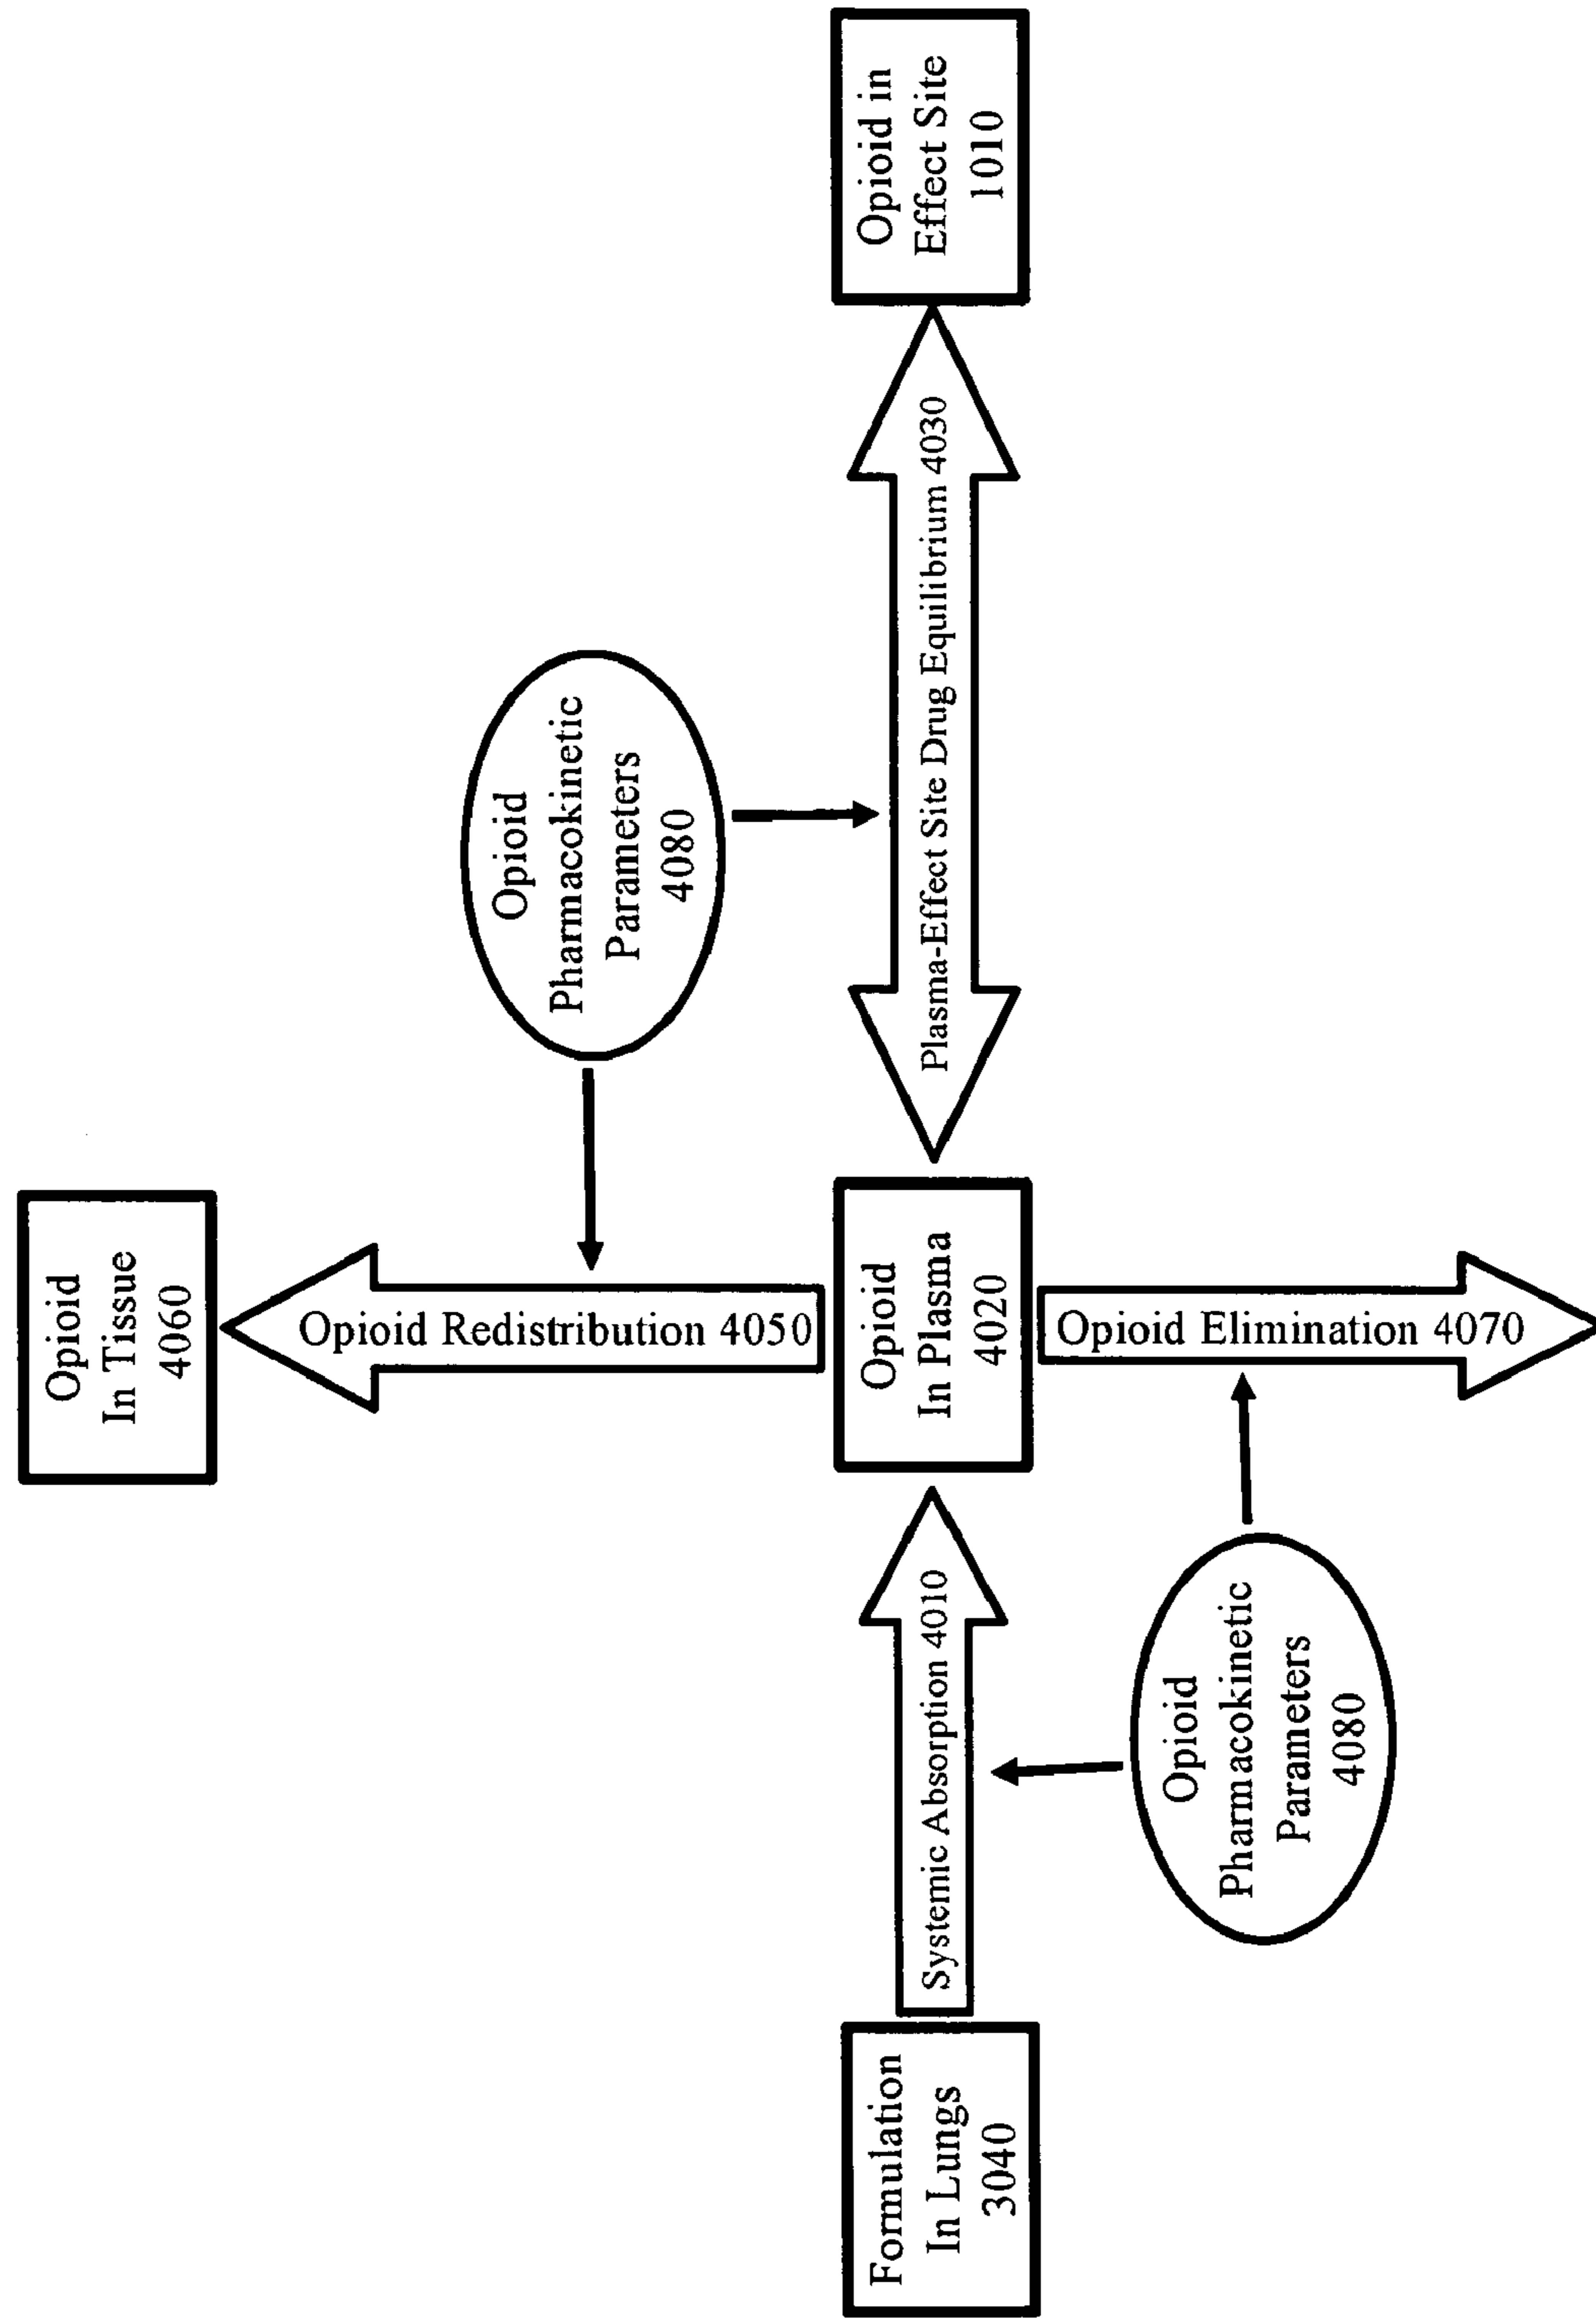 Opioid
In Tissue
4060
Opioid Redistribution 4050
Opioid
Pharmacokinetic
Parameters
4080
Formulation
In Lungs
3040
Systemic Absorption 4010
Opioid
In Plasma
4020
Plasma-Effect Site Drug Equilibrium 4030
Opioid in
Effect Site
1010
Opioid
Pharmacokinetic
Parameters
4080
Opioid Elimination 4070